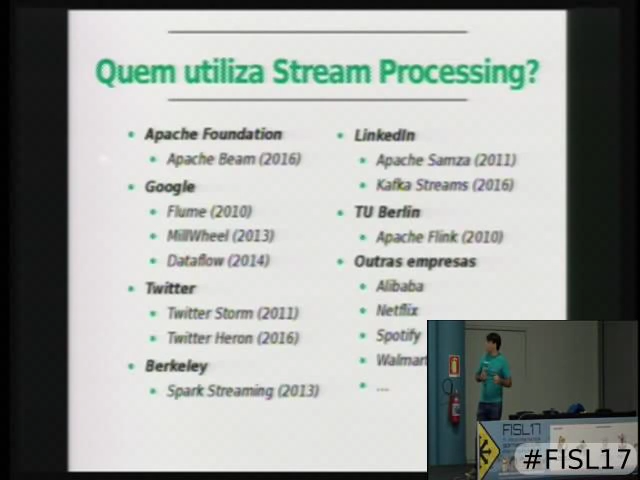 Quem utiliza Stream Processing?
Apache Foundation
Apache Beam (2016)
Google
Flume (2010)
MillWheel (2013)
Dataflow (2014)
Twitter
Twitter Storm (2011)
Twitter Heron (2016)
Berkeley
Spark Streaming (2013)
LinkedIn
Apache Samza (2011)
Kafka Streams (2016)
TU Berlin
Apache Flink (2010)
Outras empresas
Alibaba
Netflix
Spotify
Walmart
...
FISL17
#FISL17